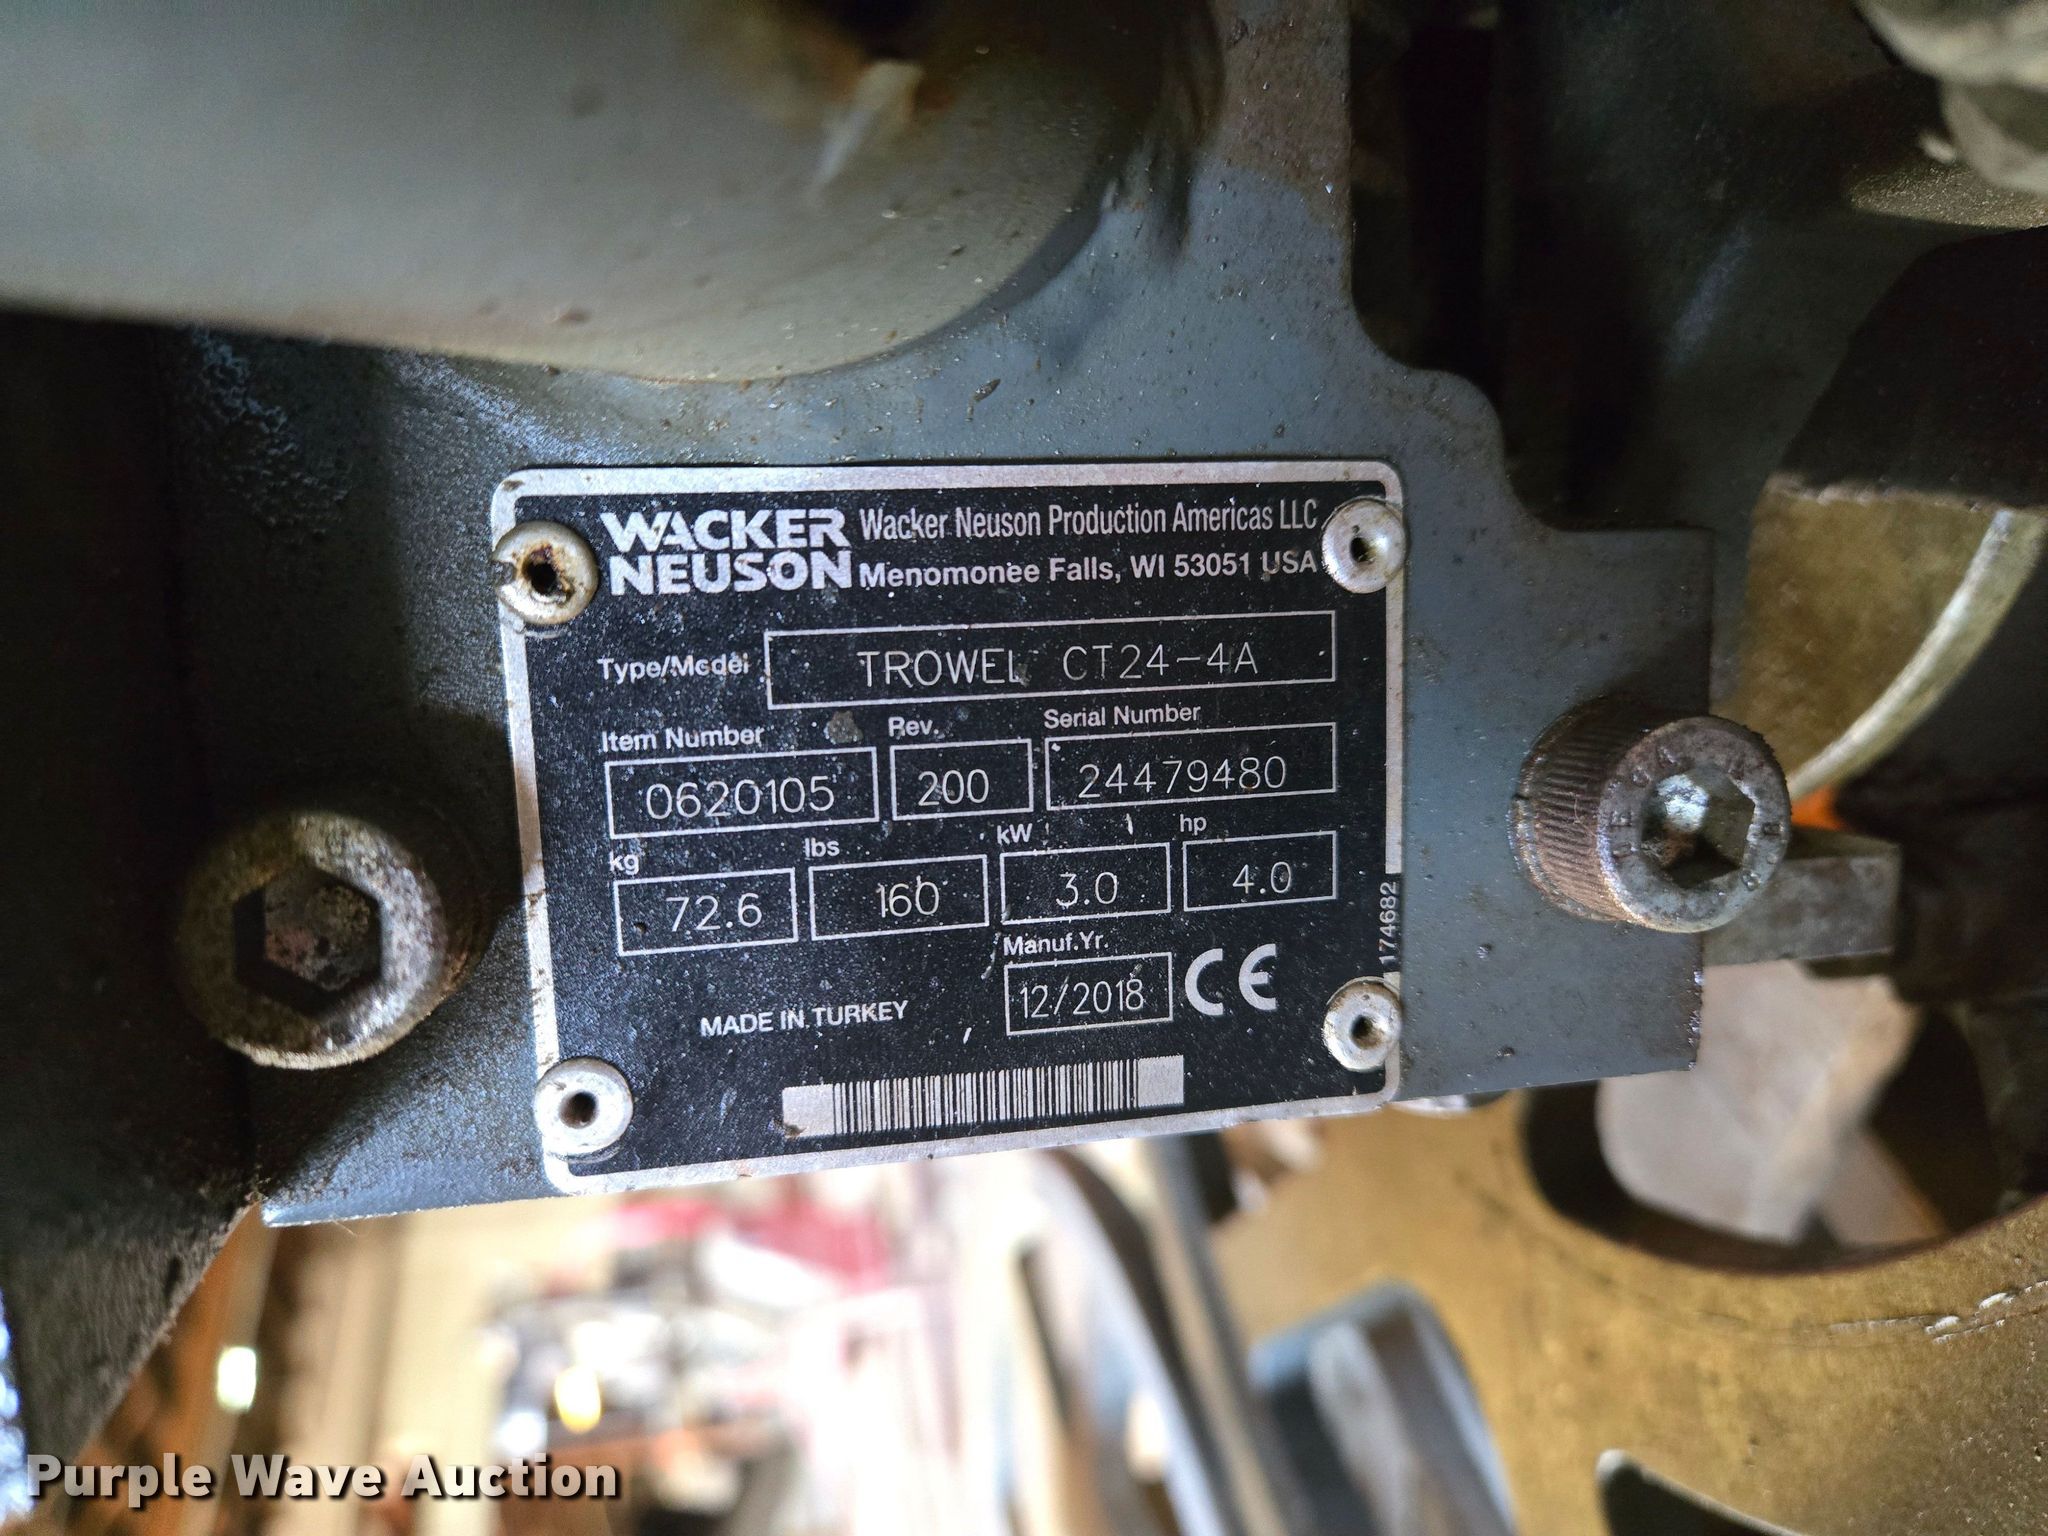 WACKER
NEUSON
Wacker Neuson Production Americas LLC
Menomonee Falls, WI 53051 USA
Type/Model TROWEL CT24-4A
Item Number Rev. Serial Number
0620105 200 24479480
kg lbs kW hp
72.6 160 3.0 4.0
Manuf.Yr.
MADE IN TURKEY 12/2018 CE
174682
Purple Wave Auction